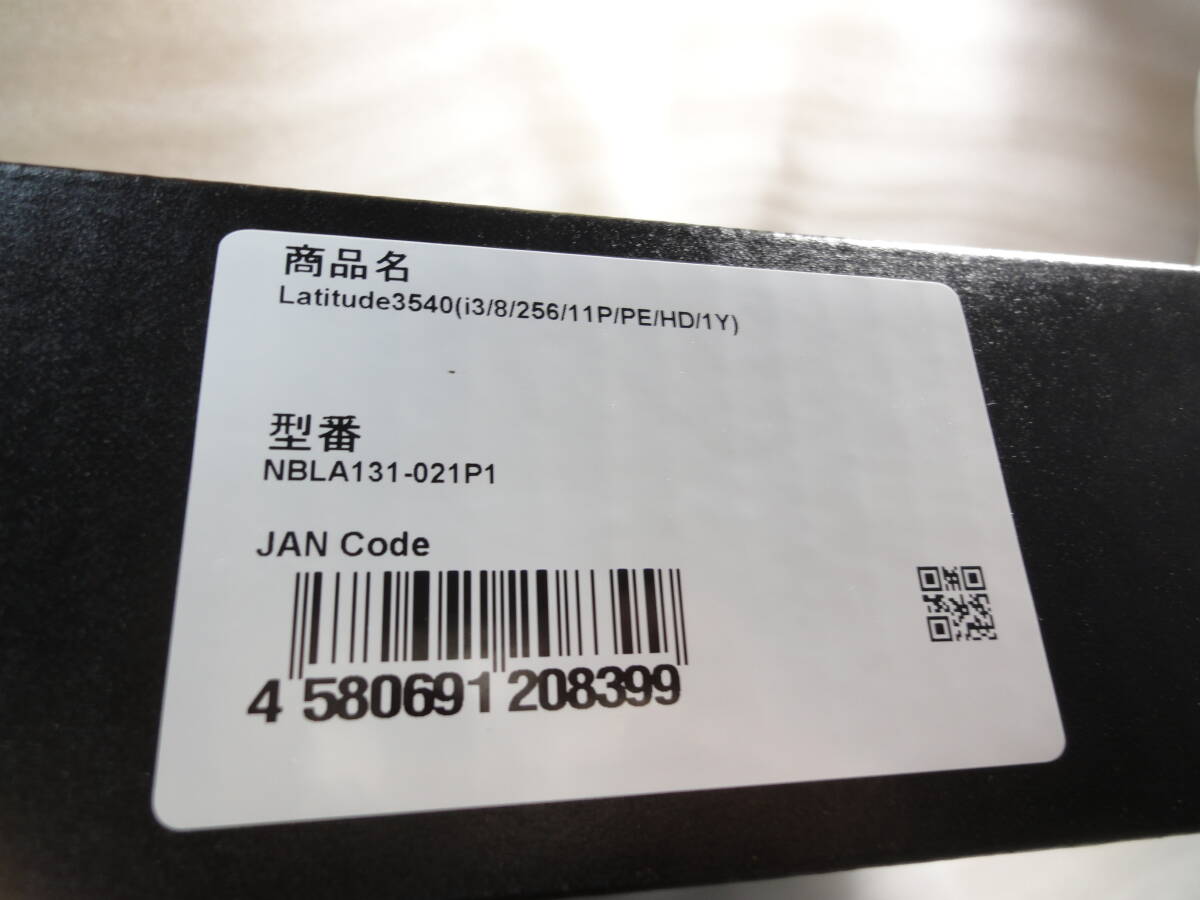 商品名
Latitude3540(i3/8/256/11P/PE/HD/1Y)
型番
NBLA131-021P1
JAN Code
4 580691 208399